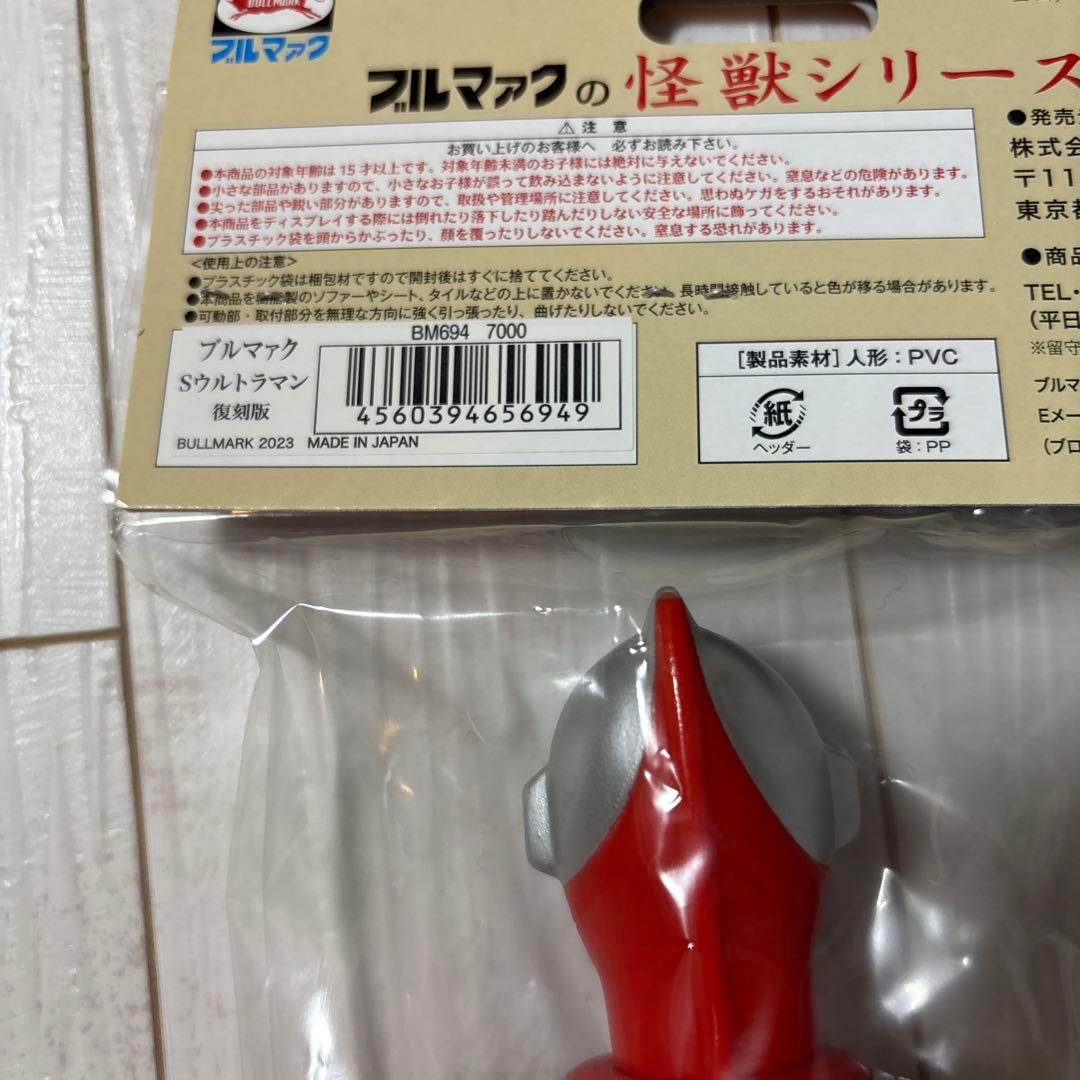 BULLMARK
ブルマァク
ブルマァクの 怪獣シリーズ
⚠注 意
お買い上げのお客様へ 必ずお読み下さい。
●本商品の対象年齢は15才以上です。対象年齢未満のお子様には絶対に与えないでください。
●小さな部品がありますので、小さなお子様が誤って飲み込まないように注意してください。窒息などの危険があります。
●尖った部品や鋭い部分がありますので、取扱や管理場所に注意してください。思わぬケガをするおそれがあります。
●本商品をディスプレイする際には倒れたり落下したり踏んだりしない安全な場所に飾ってください。
●プラスチック袋を頭からかぶったり、顔を覆ったりしないでください。窒息する恐れがあります。
<使用上の注意>
●プラスチック袋は梱包材ですので開封後はすぐに捨ててください。
●本商品を樹脂製のソファーやシート、タイルなどの上に置かないでください。長時間接触していると色が移る場合があります。
●可動部・取付部分を無理な方向に強く引っ張ったり、曲げたりしないでください。
ブルマァク
Sウルトラマン
復刻版
BM694 7000
4560394656949
BULLMARK 2023 MADE IN JAPAN
[製品素材]人形：PVC
紙
ヘッダー
プラ
袋：PP
●発売
株式会
〒11
東京都
●商品
TEL・
(平日
※留守
ブルマ
Eメー
(ブロ